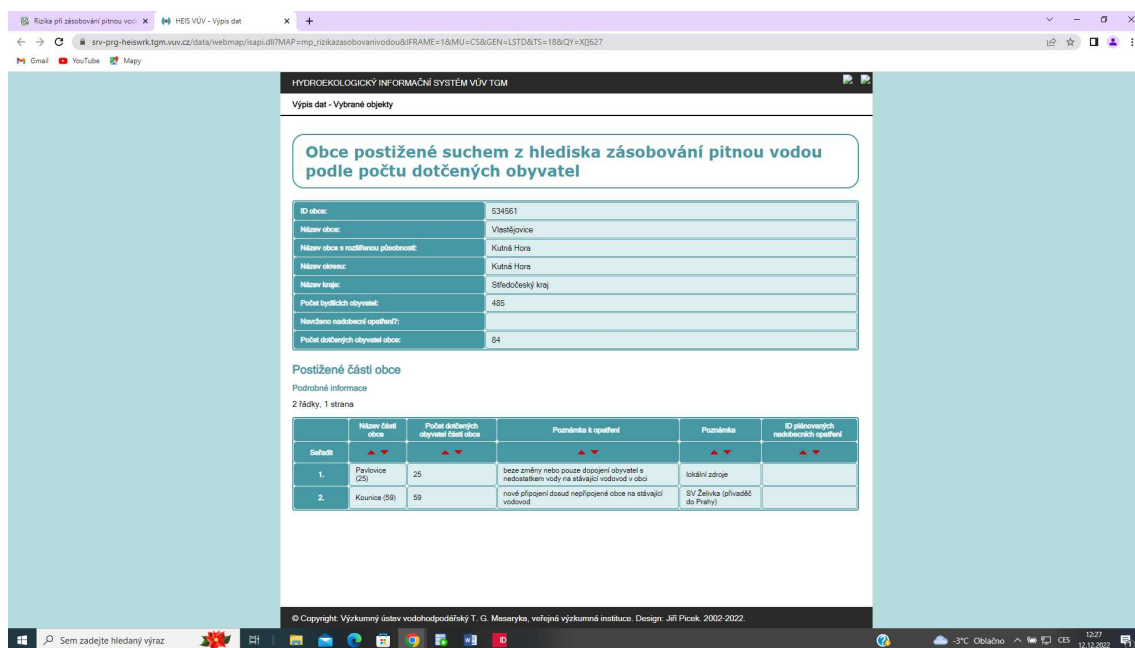 Rizika při zásobování pitnou vod
HEIS VÚV - Výpis dat
srv-prg-heiswrk.tgm.vuv.cz/data/webmap/isapi.dll?MAP=mp_rizikazasobovanivodou&IFRAME=1&MU=CS&GEN=LSTD&TS=18&QY=X[]627
Gmail YouTube Mapy
HYDROEKOLOGICKÝ INFORMAČNÍ SYSTÉM VÚV TGM
Výpis dat - Vybrané objekty
Obce postižené suchem z hlediska zásobování pitnou vodou
podle počtu dotčených obyvatel
ID obce: 534561
Název obce: Vlastějovice
Název obce s rozšířenou působností: Kutná Hora
Název okresu: Kutná Hora
Název kraje: Středočeský kraj
Počet bydlících obyvatel: 485
Navrženo nadobecní opatření?:
Počet dotčených obyvatel obce: 84
Postižené části obce
Podrobné informace
2 řádky, 1 strana
Název části
obce
Počet dotčených
obyvatel části obce
Poznámka k opatření
Poznámka
ID plánovaných
nadobecních opatření
Seřadit
1.
Pavlovice
(25)
25
beze změny nebo pouze dopojení obyvatel s
nedostatkem vody na stávající vodovod v obci
lokální zdroje
2.
Kounice (59)
59
nové připojení dosud nepřipojené obce na stávající
vodovod
SV Želivka (přivaděč
do Prahy)
© Copyright: Výzkumný ústav vodohospodářský T. G. Masaryka, veřejná výzkumná instituce. Design: Jiří Picek. 2002-2022.
Sem zadejte hledaný výraz
-3°C Oblačno
CES
12:27
12.12.2022